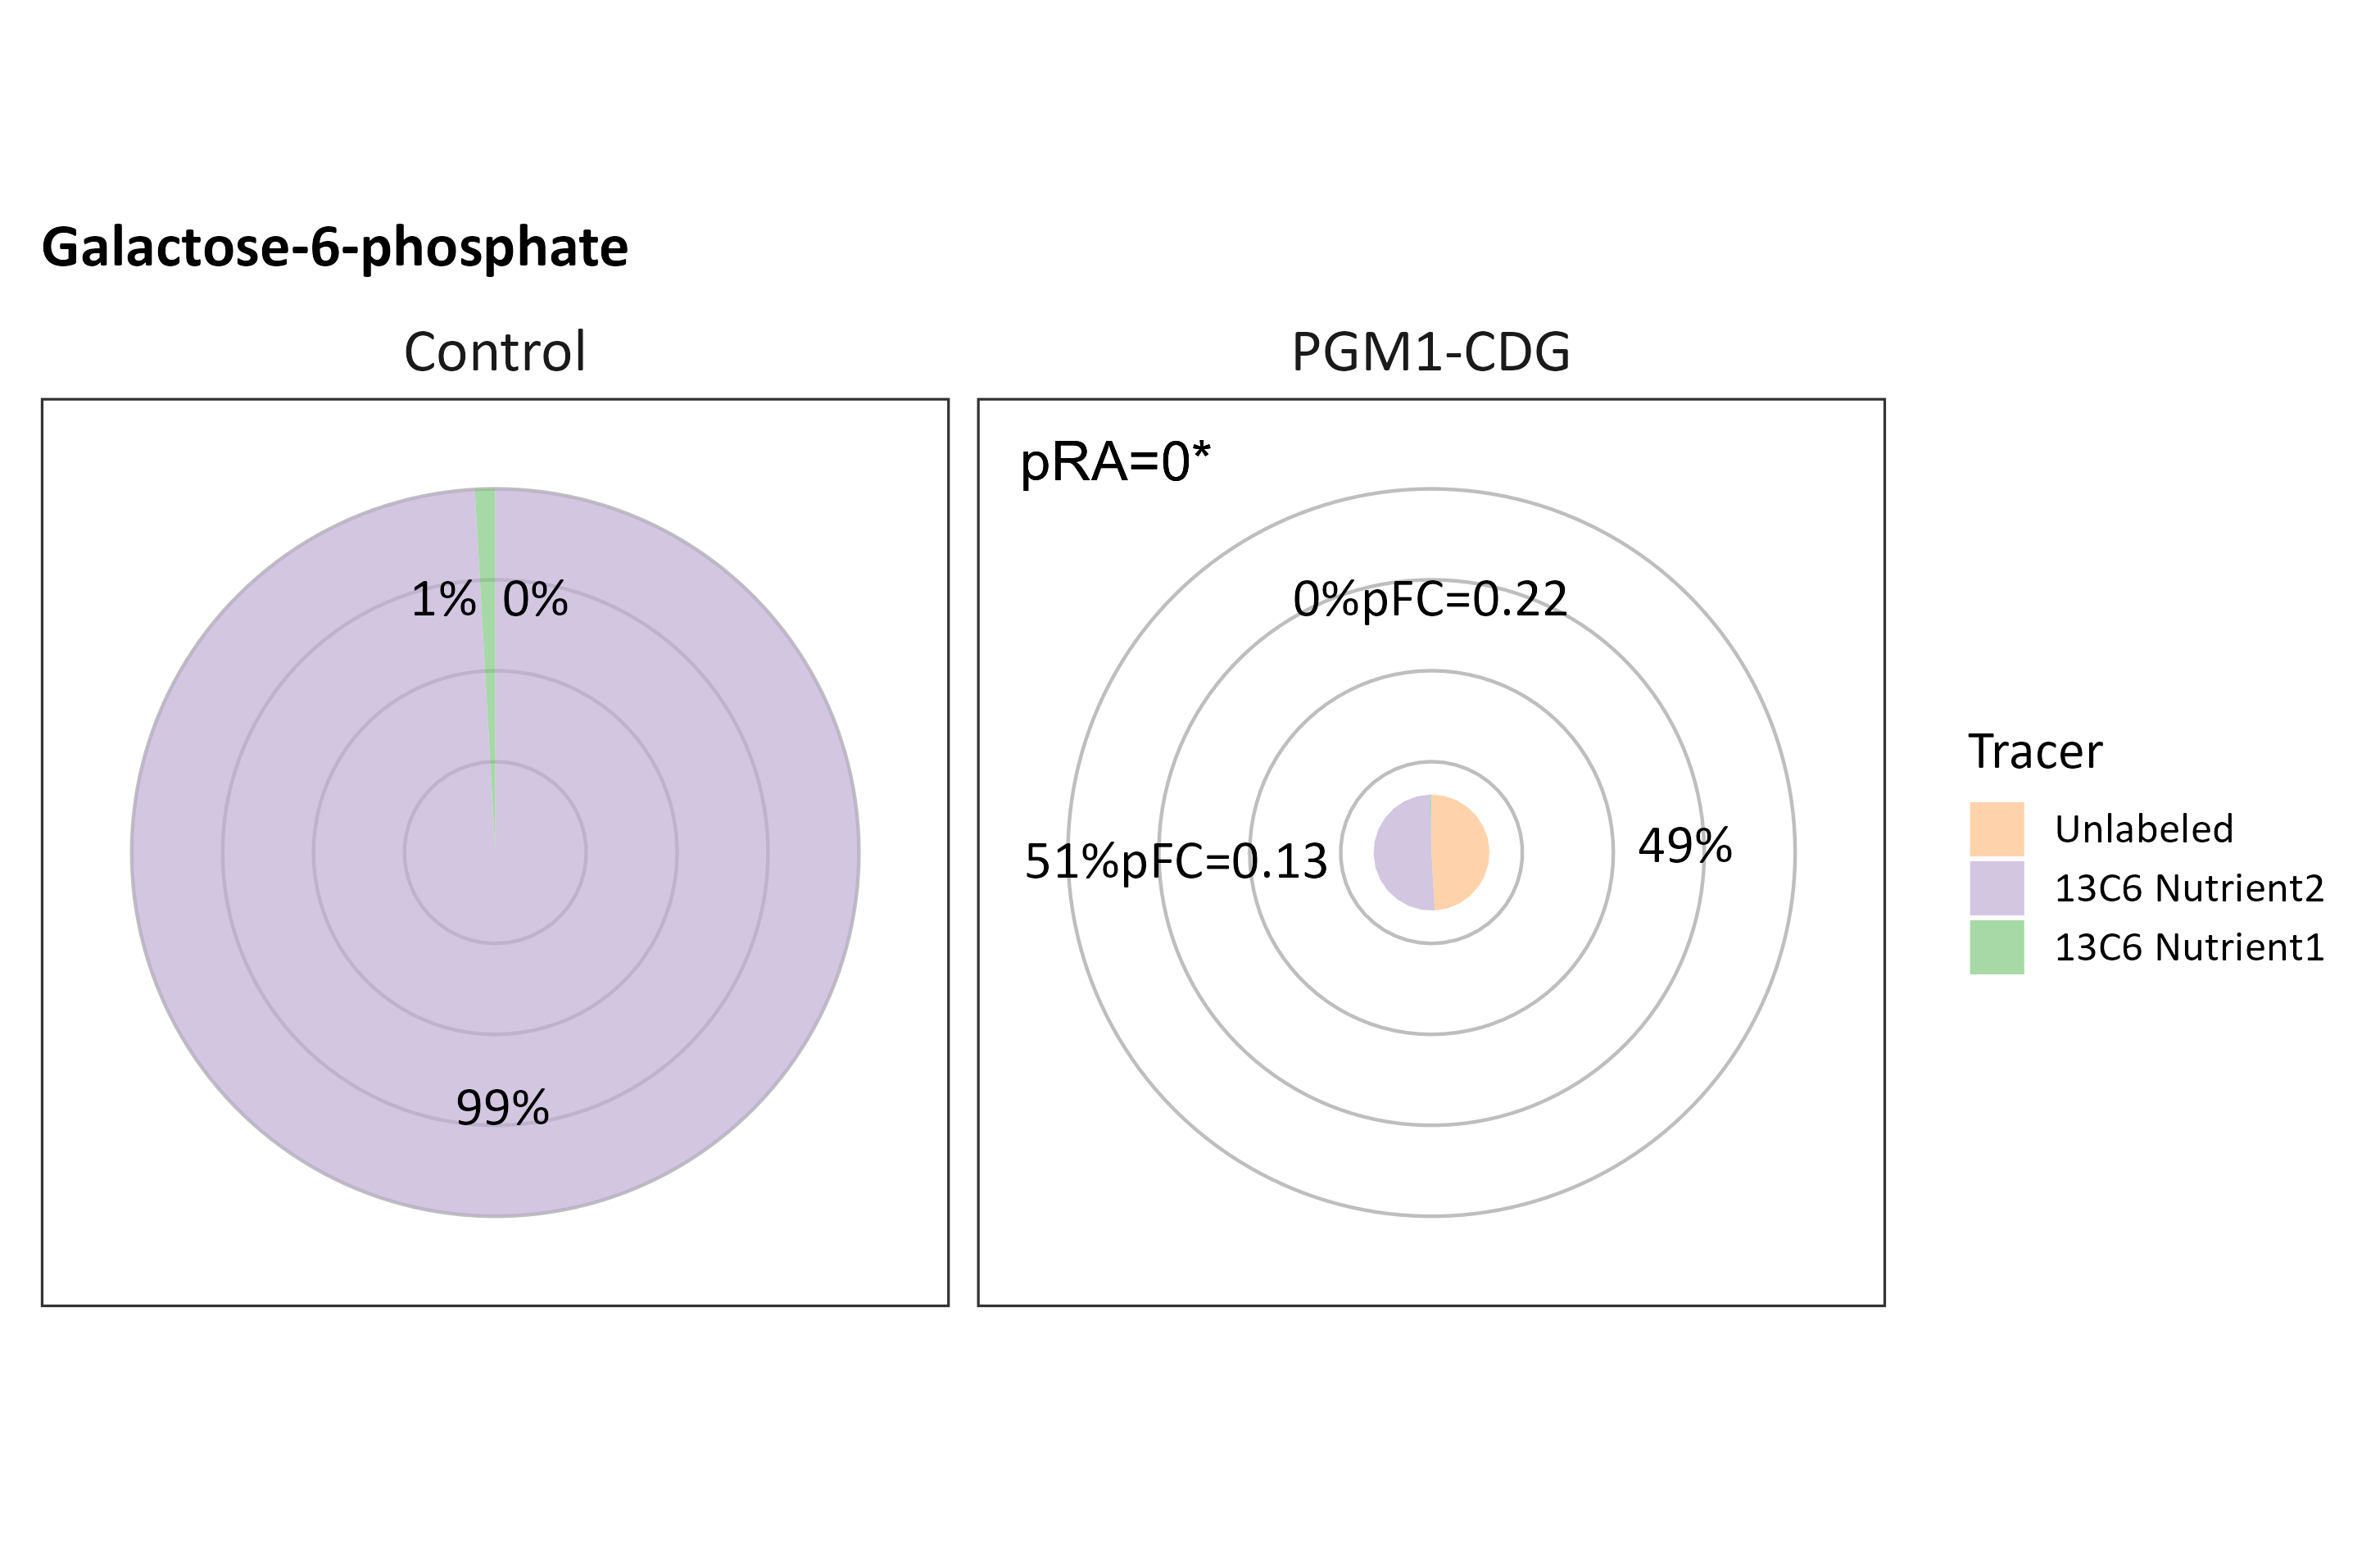 Galactose-6-phosphate
Control
PGM1-CDG
pRA=0*
1% 0%
0%pFC=0.22
51%pFC=0.13
49%
99%
Tracer
Unlabeled
13C6 Nutrient2
13C6 Nutrient1